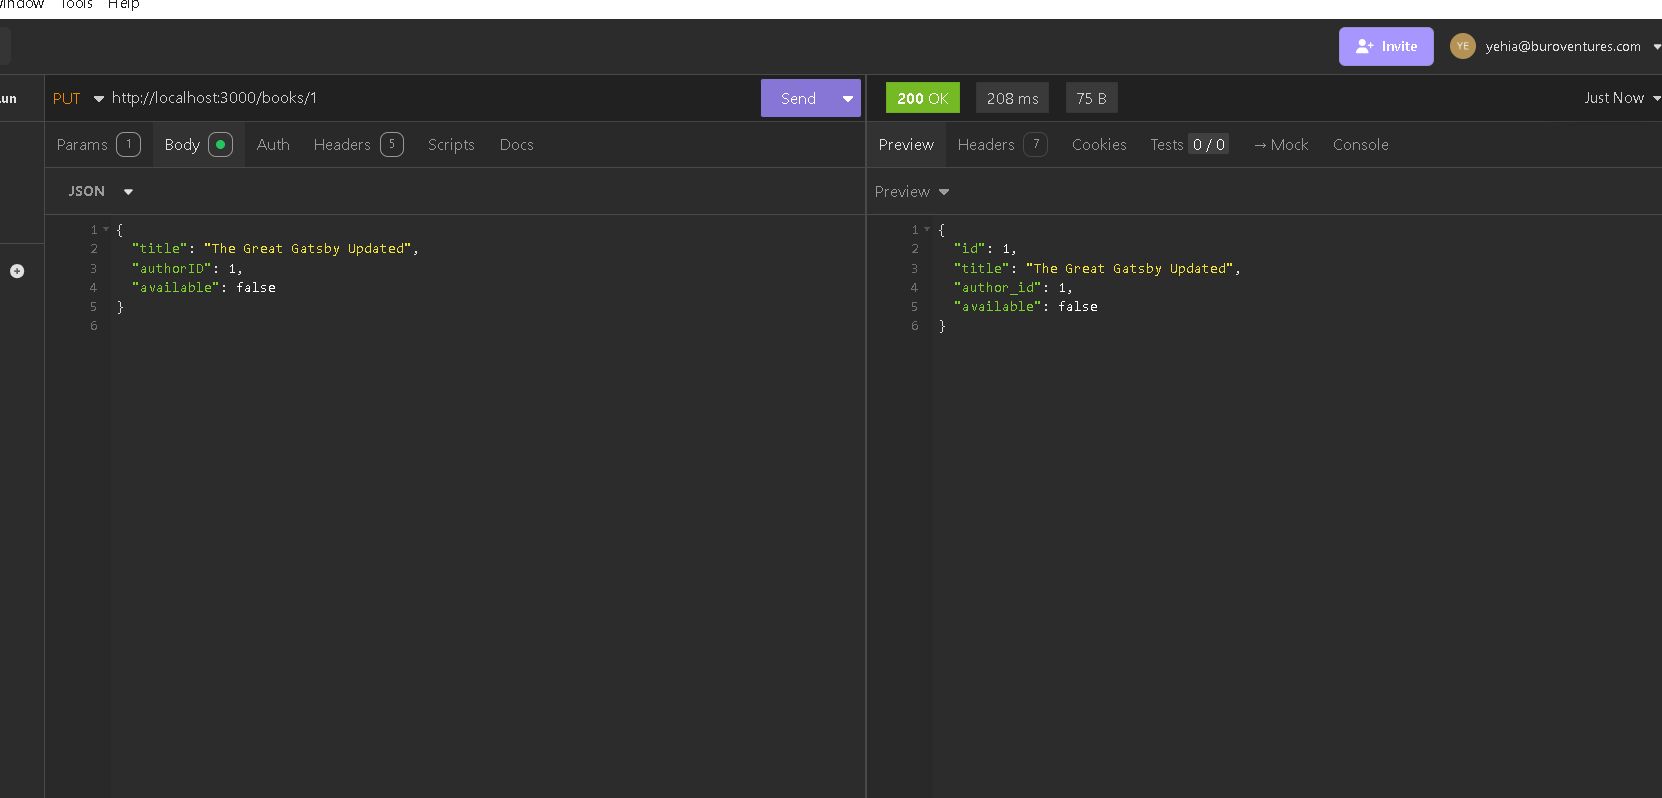 Window Tools Help
Invite
YE
yehia@buroventures.com
PUT http://localhost:3000/books/1
Send
200 OK
208 ms
75 B
Just Now
Params 1
Body
Auth
Headers 5
Scripts
Docs
Preview
Headers 7
Cookies
Tests 0 / 0
→ Mock
Console
JSON
Preview
1 {
2 "title": "The Great Gatsby Updated",
3 "authorID": 1,
4 "available": false
5 }
6
1 {
2 "id": 1,
3 "title": "The Great Gatsby Updated",
4 "author_id": 1,
5 "available": false
6 }